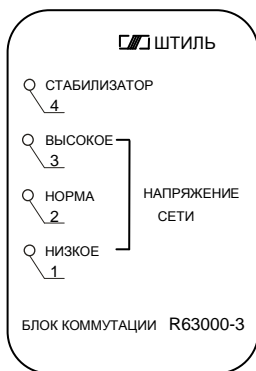 ШТИЛЬ
СТАБИЛИЗАТОР
4
ВЫСОКОЕ
3
НОРМА
2
НАПРЯЖЕНИЕ
СЕТИ
НИЗКОЕ
1
БЛОК КОММУТАЦИИ R63000-3